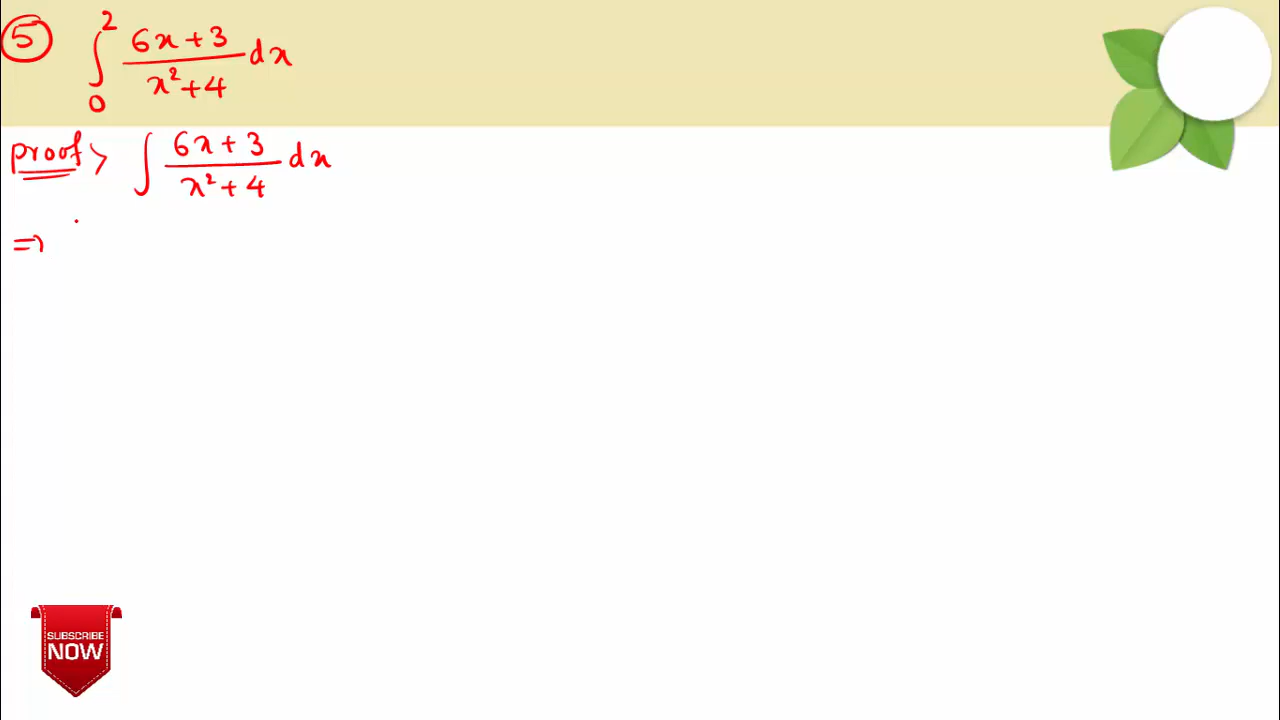 ⑤ ∫₀² (6x+3)/(x²+4) dx
proof> ∫ (6x+3)/(x²+4) dx
⇒
SUBSCRIBE
NOW